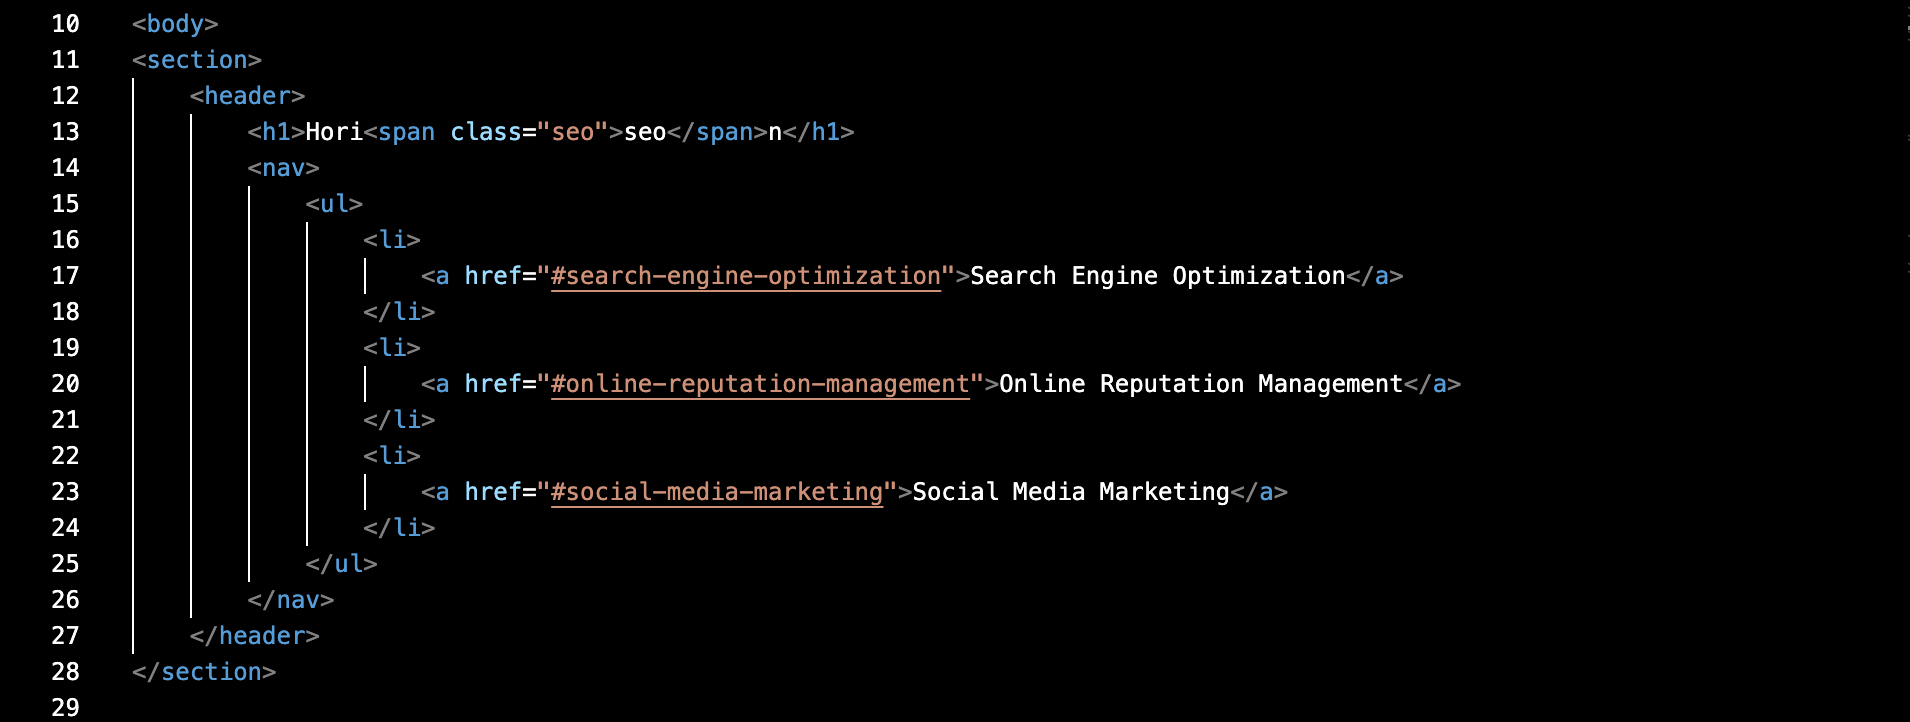 10 <body>
11 <section>
12     <header>
13         <h1>Hori<span class="seo">seo</span>n</h1>
14         <nav>
15             <ul>
16                 <li>
17                     <a href="#search-engine-optimization">Search Engine Optimization</a>
18                 </li>
19                 <li>
20                     <a href="#online-reputation-management">Online Reputation Management</a>
21                 </li>
22                 <li>
23                     <a href="#social-media-marketing">Social Media Marketing</a>
24                 </li>
25             </ul>
26         </nav>
27     </header>
28 </section>
29